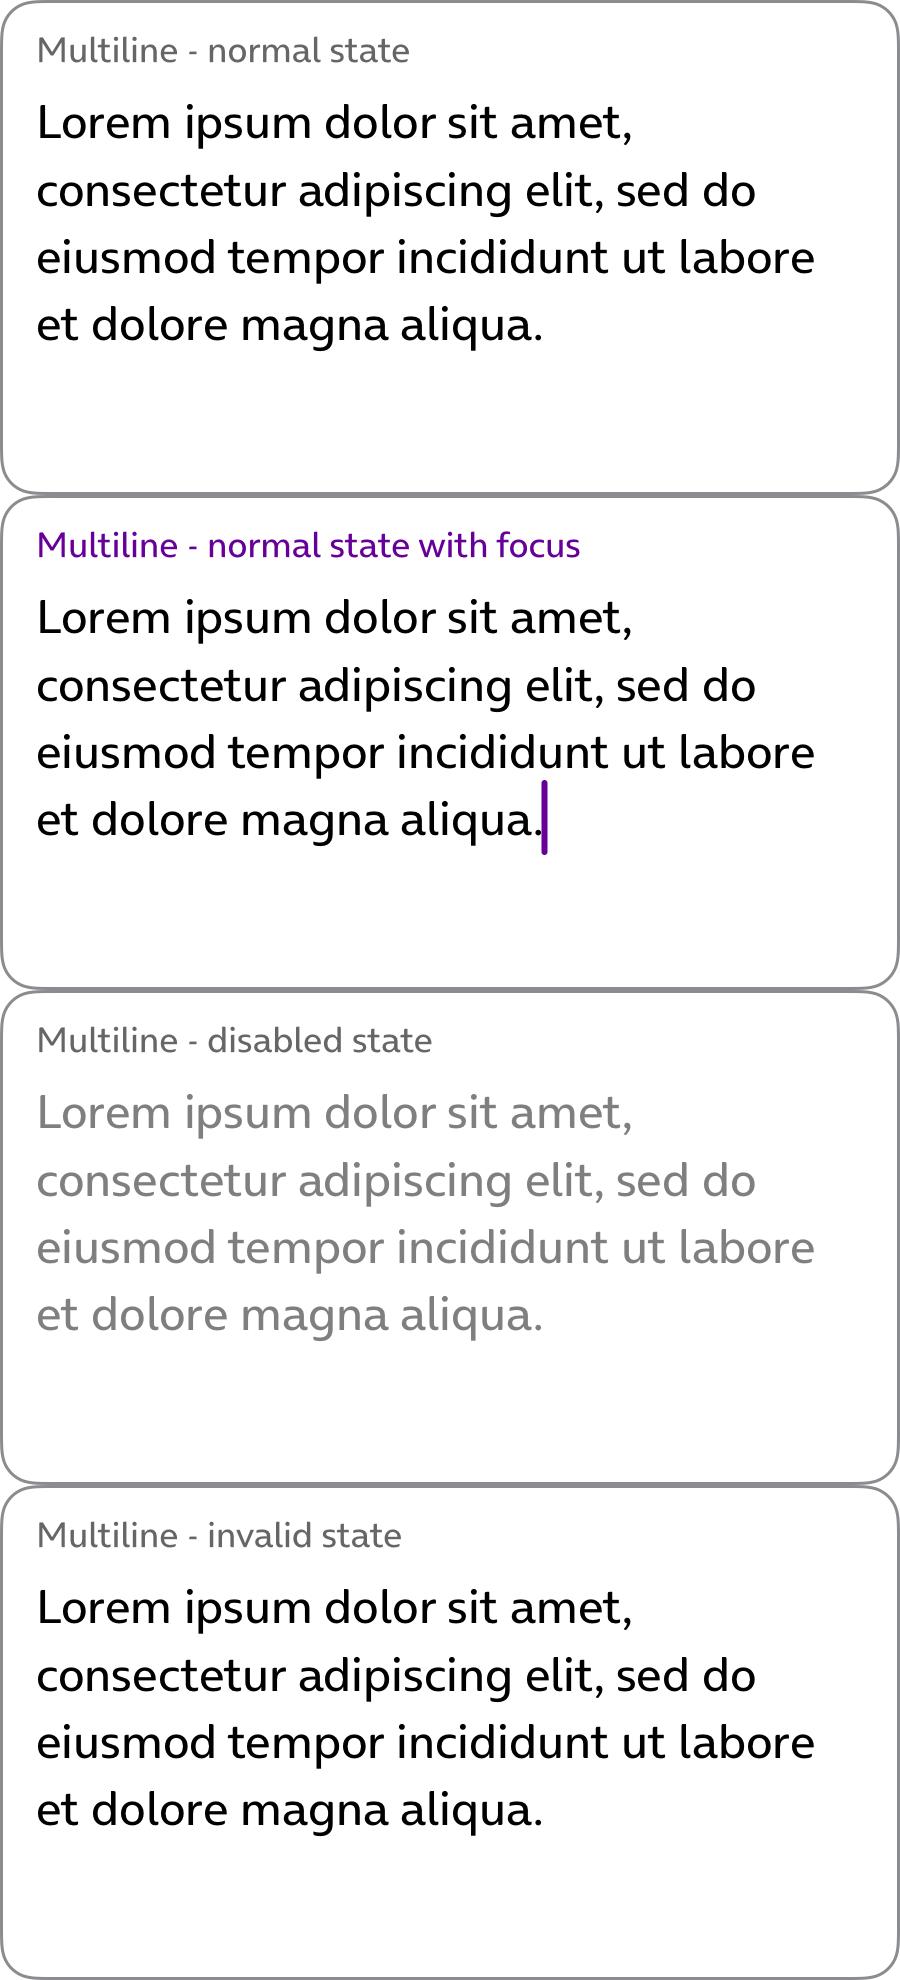 Multiline - normal state
Lorem ipsum dolor sit amet,
consectetur adipiscing elit, sed do
eiusmod tempor incididunt ut labore
et dolore magna aliqua.
Multiline - normal state with focus
Lorem ipsum dolor sit amet,
consectetur adipiscing elit, sed do
eiusmod tempor incididunt ut labore
et dolore magna aliqua.
Multiline - disabled state
Lorem ipsum dolor sit amet,
consectetur adipiscing elit, sed do
eiusmod tempor incididunt ut labore
et dolore magna aliqua.
Multiline - invalid state
Lorem ipsum dolor sit amet,
consectetur adipiscing elit, sed do
eiusmod tempor incididunt ut labore
et dolore magna aliqua.